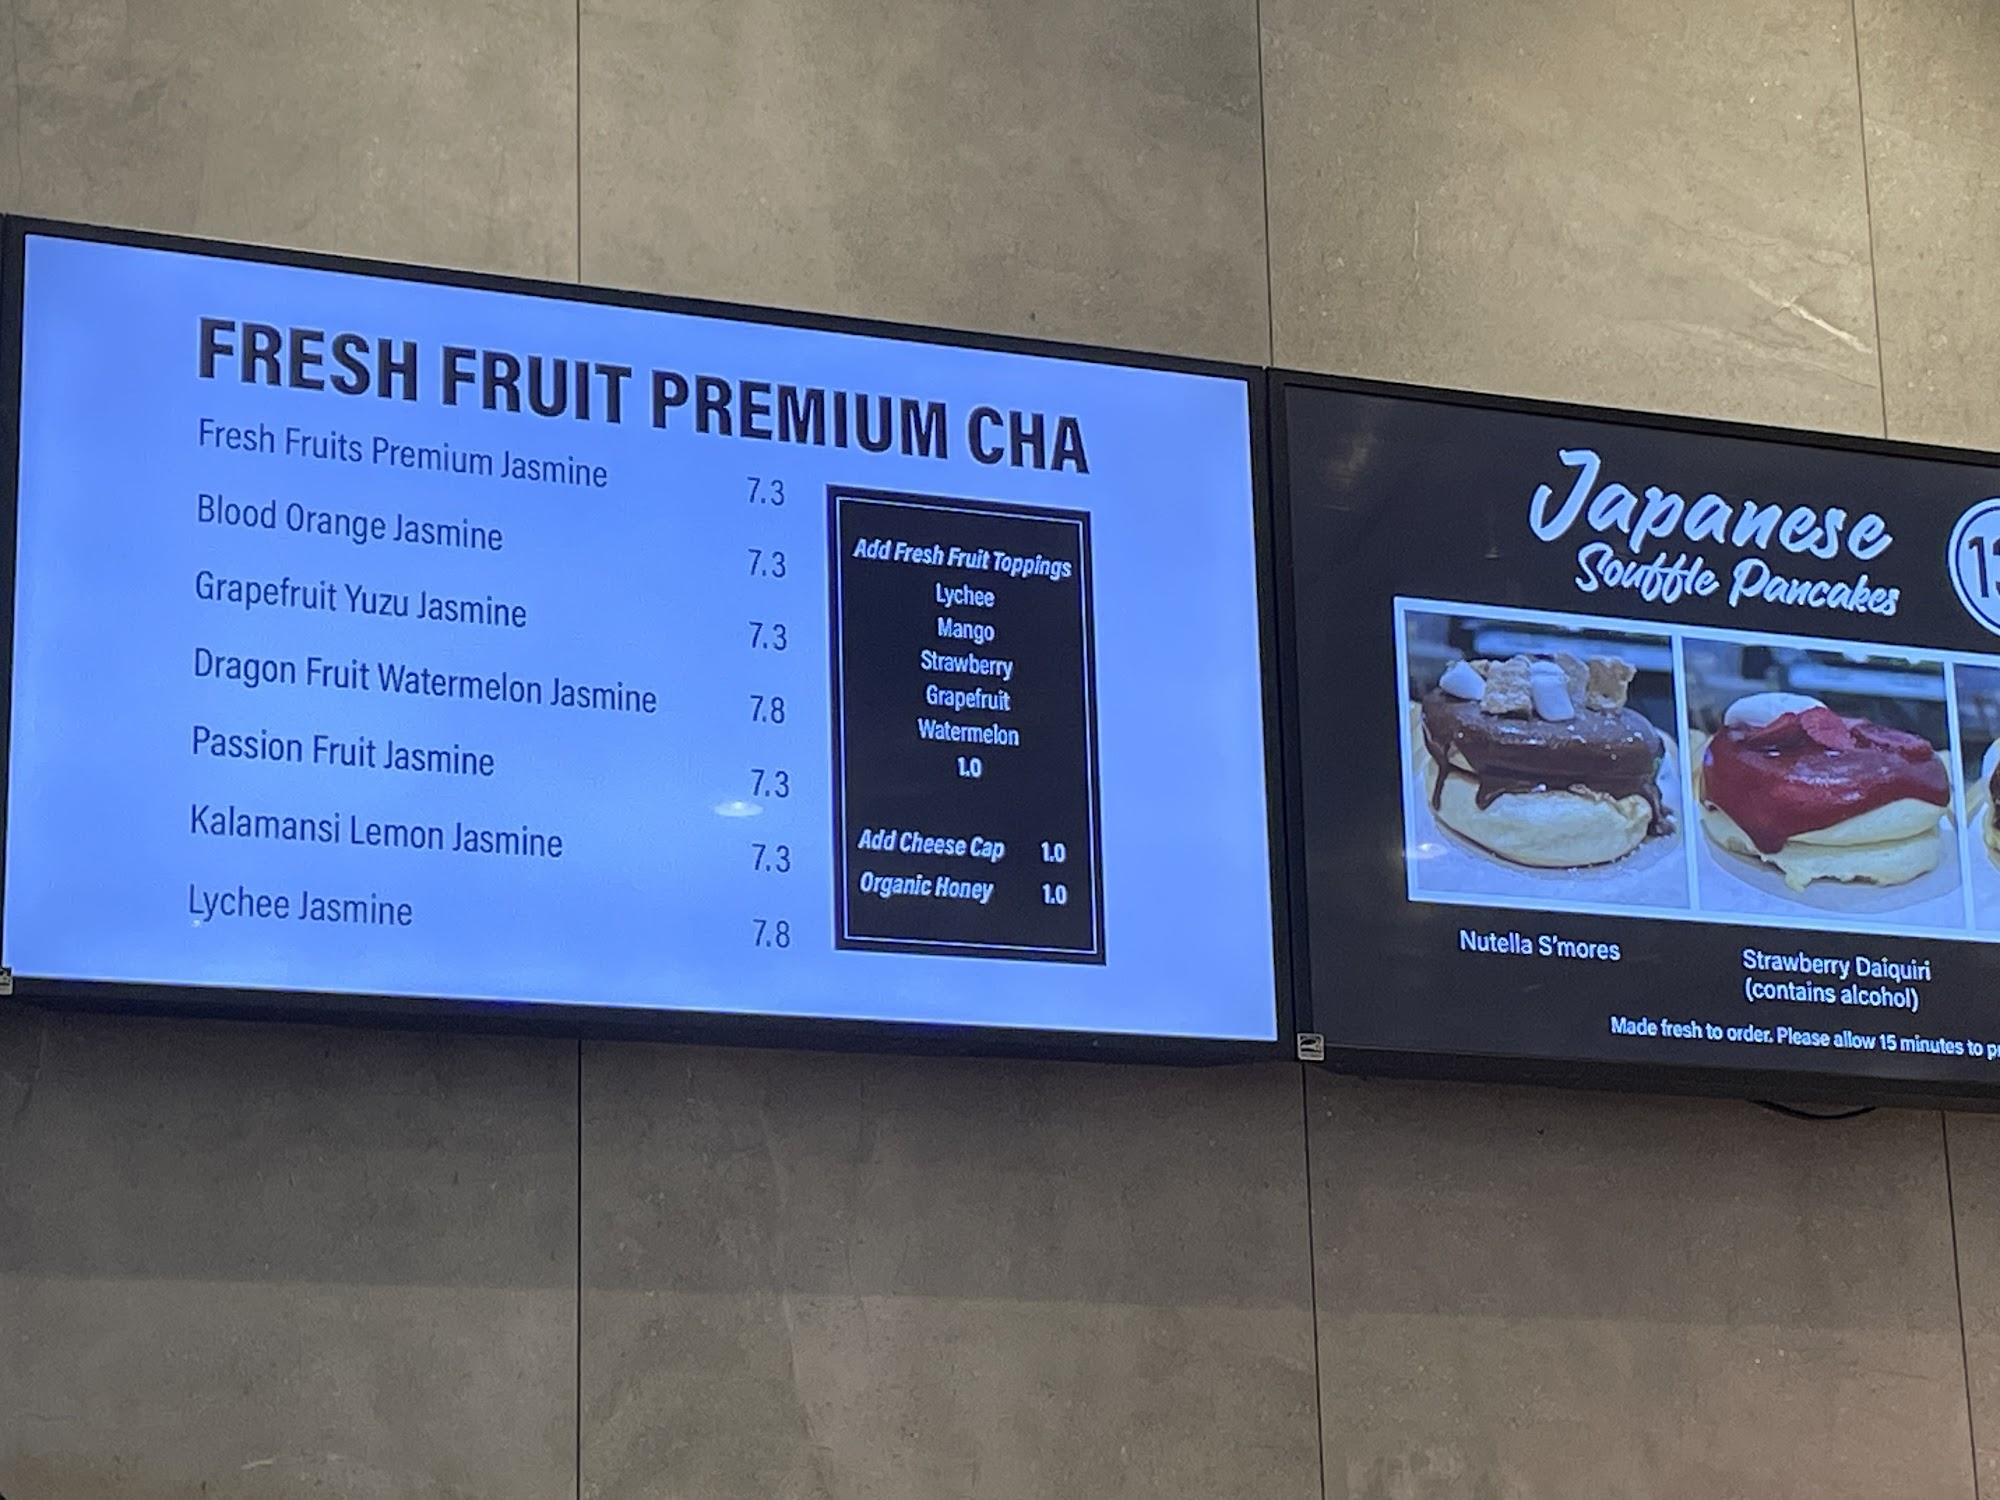 FRESH FRUIT PREMIUM CHA
Fresh Fruits Premium Jasmine 7.3
Blood Orange Jasmine 7.3
Grapefruit Yuzu Jasmine 7.3
Dragon Fruit Watermelon Jasmine 7.8
Passion Fruit Jasmine 7.3
Kalamansi Lemon Jasmine 7.3
Lychee Jasmine 7.8
Add Fresh Fruit Toppings
Lychee
Mango
Strawberry
Grapefruit
Watermelon
1.0
Add Cheese Cap 1.0
Organic Honey 1.0
Japanese
Souffle Pancakes
Nutella S'mores
Strawberry Daiquiri
(contains alcohol)
Made fresh to order. Please allow 15 minutes to